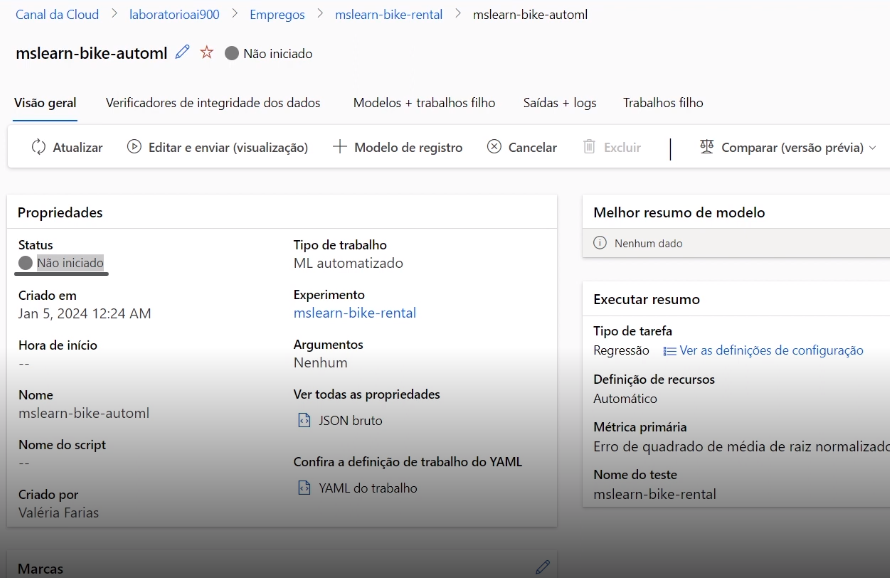 Canal da Cloud > laboratorioai900 > Empregos > mslearn-bike-rental > mslearn-bike-automl
mslearn-bike-automl Não iniciado
Visão geral Verificadores de integridade dos dados Modelos + trabalhos filho Saídas + logs Trabalhos filho
Atualizar Editar e enviar (visualização) Modelo de registro Cancelar Excluir Comparar (versão prévia)
Propriedades
Status
Não iniciado
Criado em
Jan 5, 2024 12:24 AM
Hora de início
--
Nome
mslearn-bike-automl
Nome do script
--
Criado por
Valéria Farias
Tipo de trabalho
ML automatizado
Experimento
mslearn-bike-rental
Argumentos
Nenhum
Ver todas as propriedades
JSON bruto
Confira a definição de trabalho do YAML
YAML do trabalho
Marcas
Melhor resumo de modelo
Nenhum dado
Executar resumo
Tipo de tarefa
Regressão Ver as definições de configuração
Definição de recursos
Automático
Métrica primária
Erro de quadrado de média de raiz normalizado
Nome do teste
mslearn-bike-rental